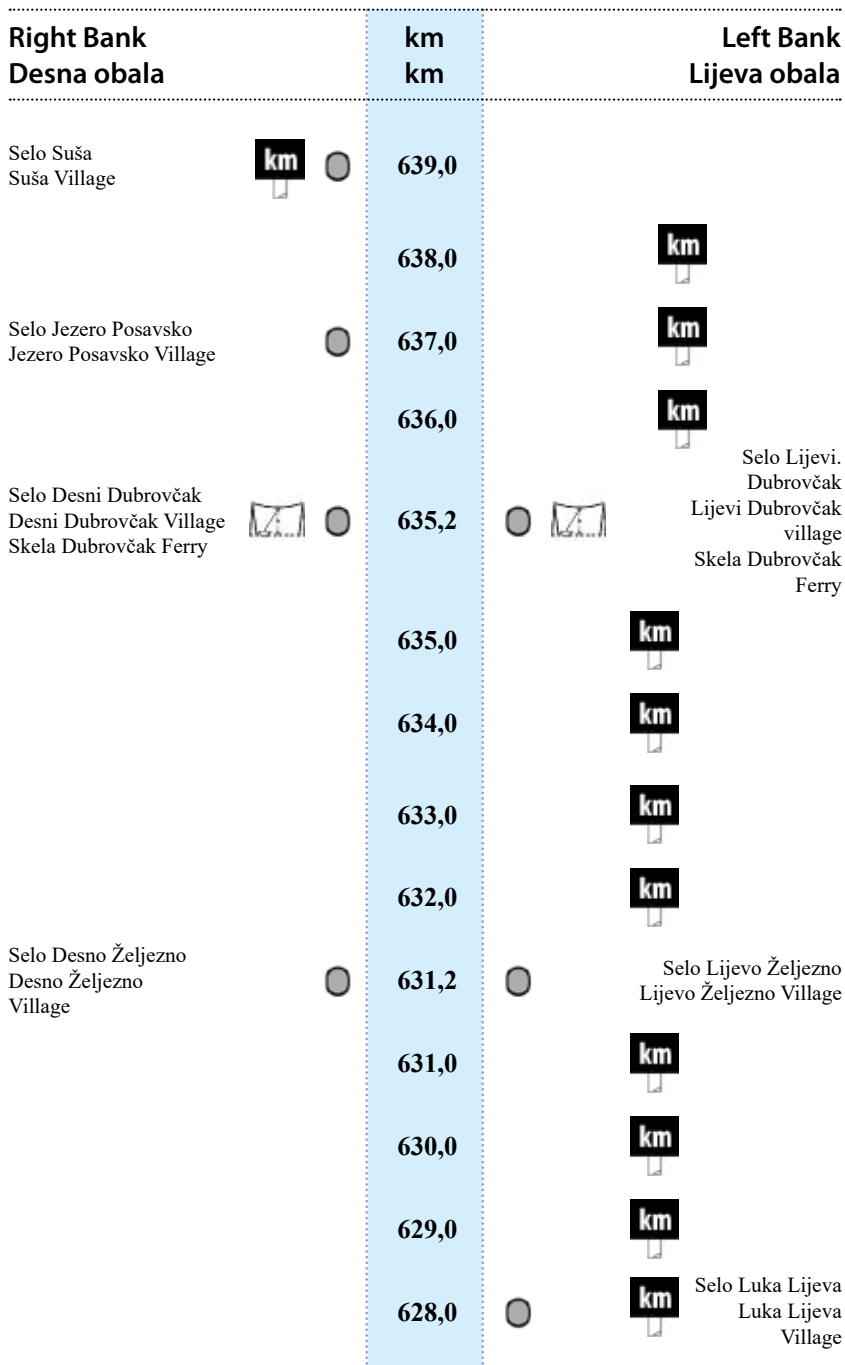 Right Bank km Left Bank
Desna obala km Lijeva obala
Selo Suša
Suša Village
km
639,0
638,0
km
Selo Jezero Posavsko
Jezero Posavsko Village
637,0
km
636,0
km
Selo Desni Dubrovčak
Desni Dubrovčak Village
Skela Dubrovčak Ferry
635,2
Selo Lijevi.
Dubrovčak
Lijevi Dubrovčak
village
Skela Dubrovčak
Ferry
635,0
km
634,0
km
633,0
km
632,0
km
Selo Desno Željezno
Desno Željezno
Village
631,2
Selo Lijevo Željezno
Lijevo Željezno Village
631,0
km
630,0
km
629,0
km
628,0
km
Selo Luka Lijeva
Luka Lijeva
Village